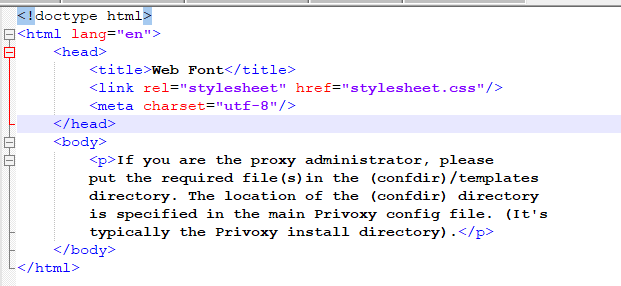 <!doctype html>
<html lang="en">
<head>
<title>Web Font</title>
<link rel="stylesheet" href="stylesheet.css"/>
<meta charset="utf-8"/>
</head>
<body>
<p>If you are the proxy administrator, please
put the required file(s)in the (confdir)/templates
directory. The location of the (confdir) directory
is specified in the main Privoxy config file. (It's
typically the Privoxy install directory).</p>
</body>
</html>